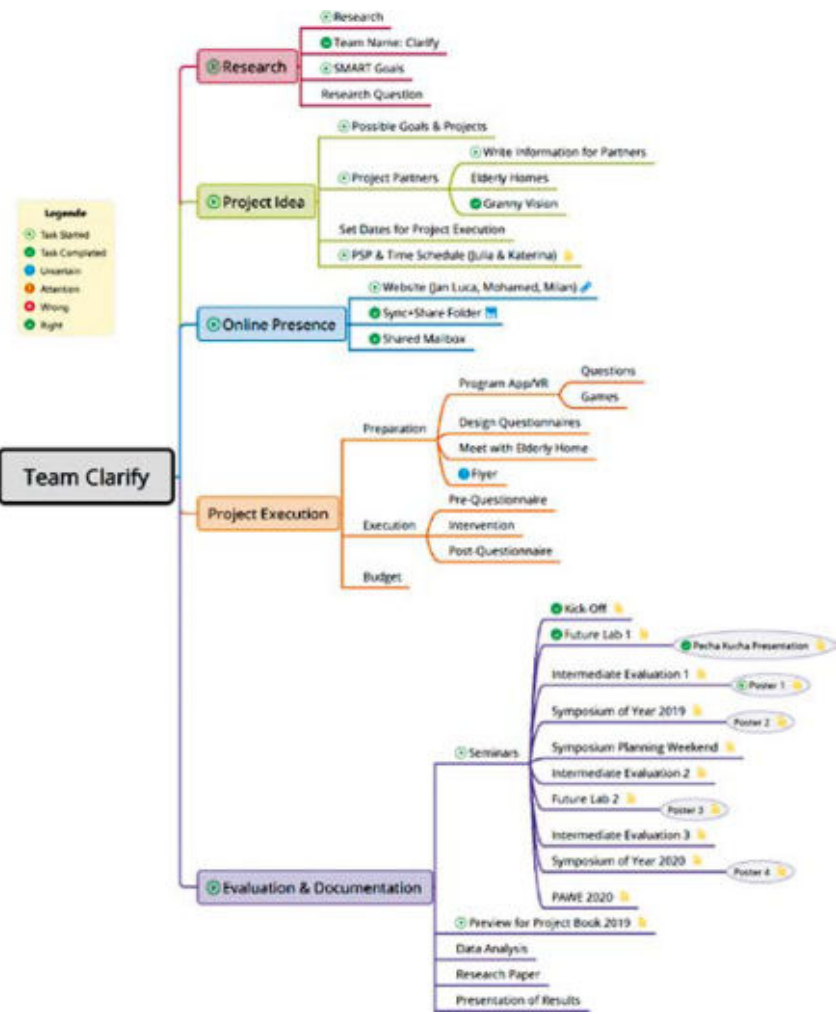 Research
Team Name: Clarify
Research
SMART Goals
Research Question
Possible Goals & Projects
Write Information for Partners
Project Partners
Elderly Homes
Project Idea
Granny Vision
Set Dates for Project Execution
PSP & Time Schedule (Julia & Katerina)
Legende
Task Started
Task Completed
Uncertain
Attention
Wrong
Right
Website (Jan Luca, Mohamed, Milan)
Online Presence
Sync+Share Folder
Shared Mailbox
Questions
Program App/VR
Games
Preparation
Design Questionnaires
Meet with Elderly Home
Flyer
Team Clarify
Project Execution
Pre-Questionnaire
Execution
Intervention
Post-Questionnaire
Budget
Kick-Off
Future Lab 1
Pecha Kucha Presentation
Intermediate Evaluation 1
Poster 1
Symposium of Year 2019
Poster 2
Seminars
Symposium Planning Weekend
Intermediate Evaluation 2
Future Lab 2
Poster 3
Intermediate Evaluation 3
Symposium of Year 2020
Poster 4
Evaluation & Documentation
PAWE 2020
Preview for Project Book 2019
Data Analysis
Research Paper
Presentation of Results